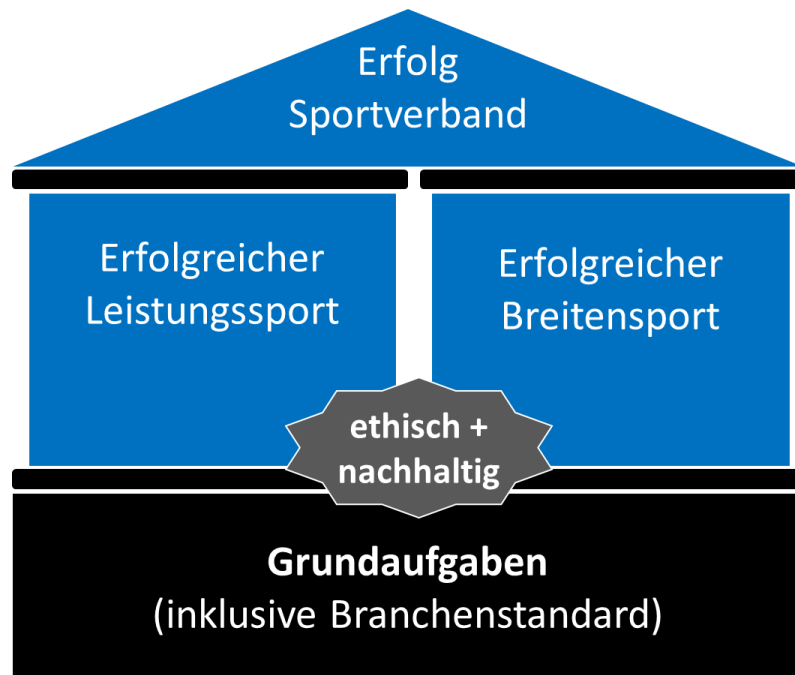 Erfolg
Sportverband
Erfolgreicher
Leistungssport
Erfolgreicher
Breitensport
ethisch +
nachhaltig
Grundaufgaben
(inklusive Branchenstandard)